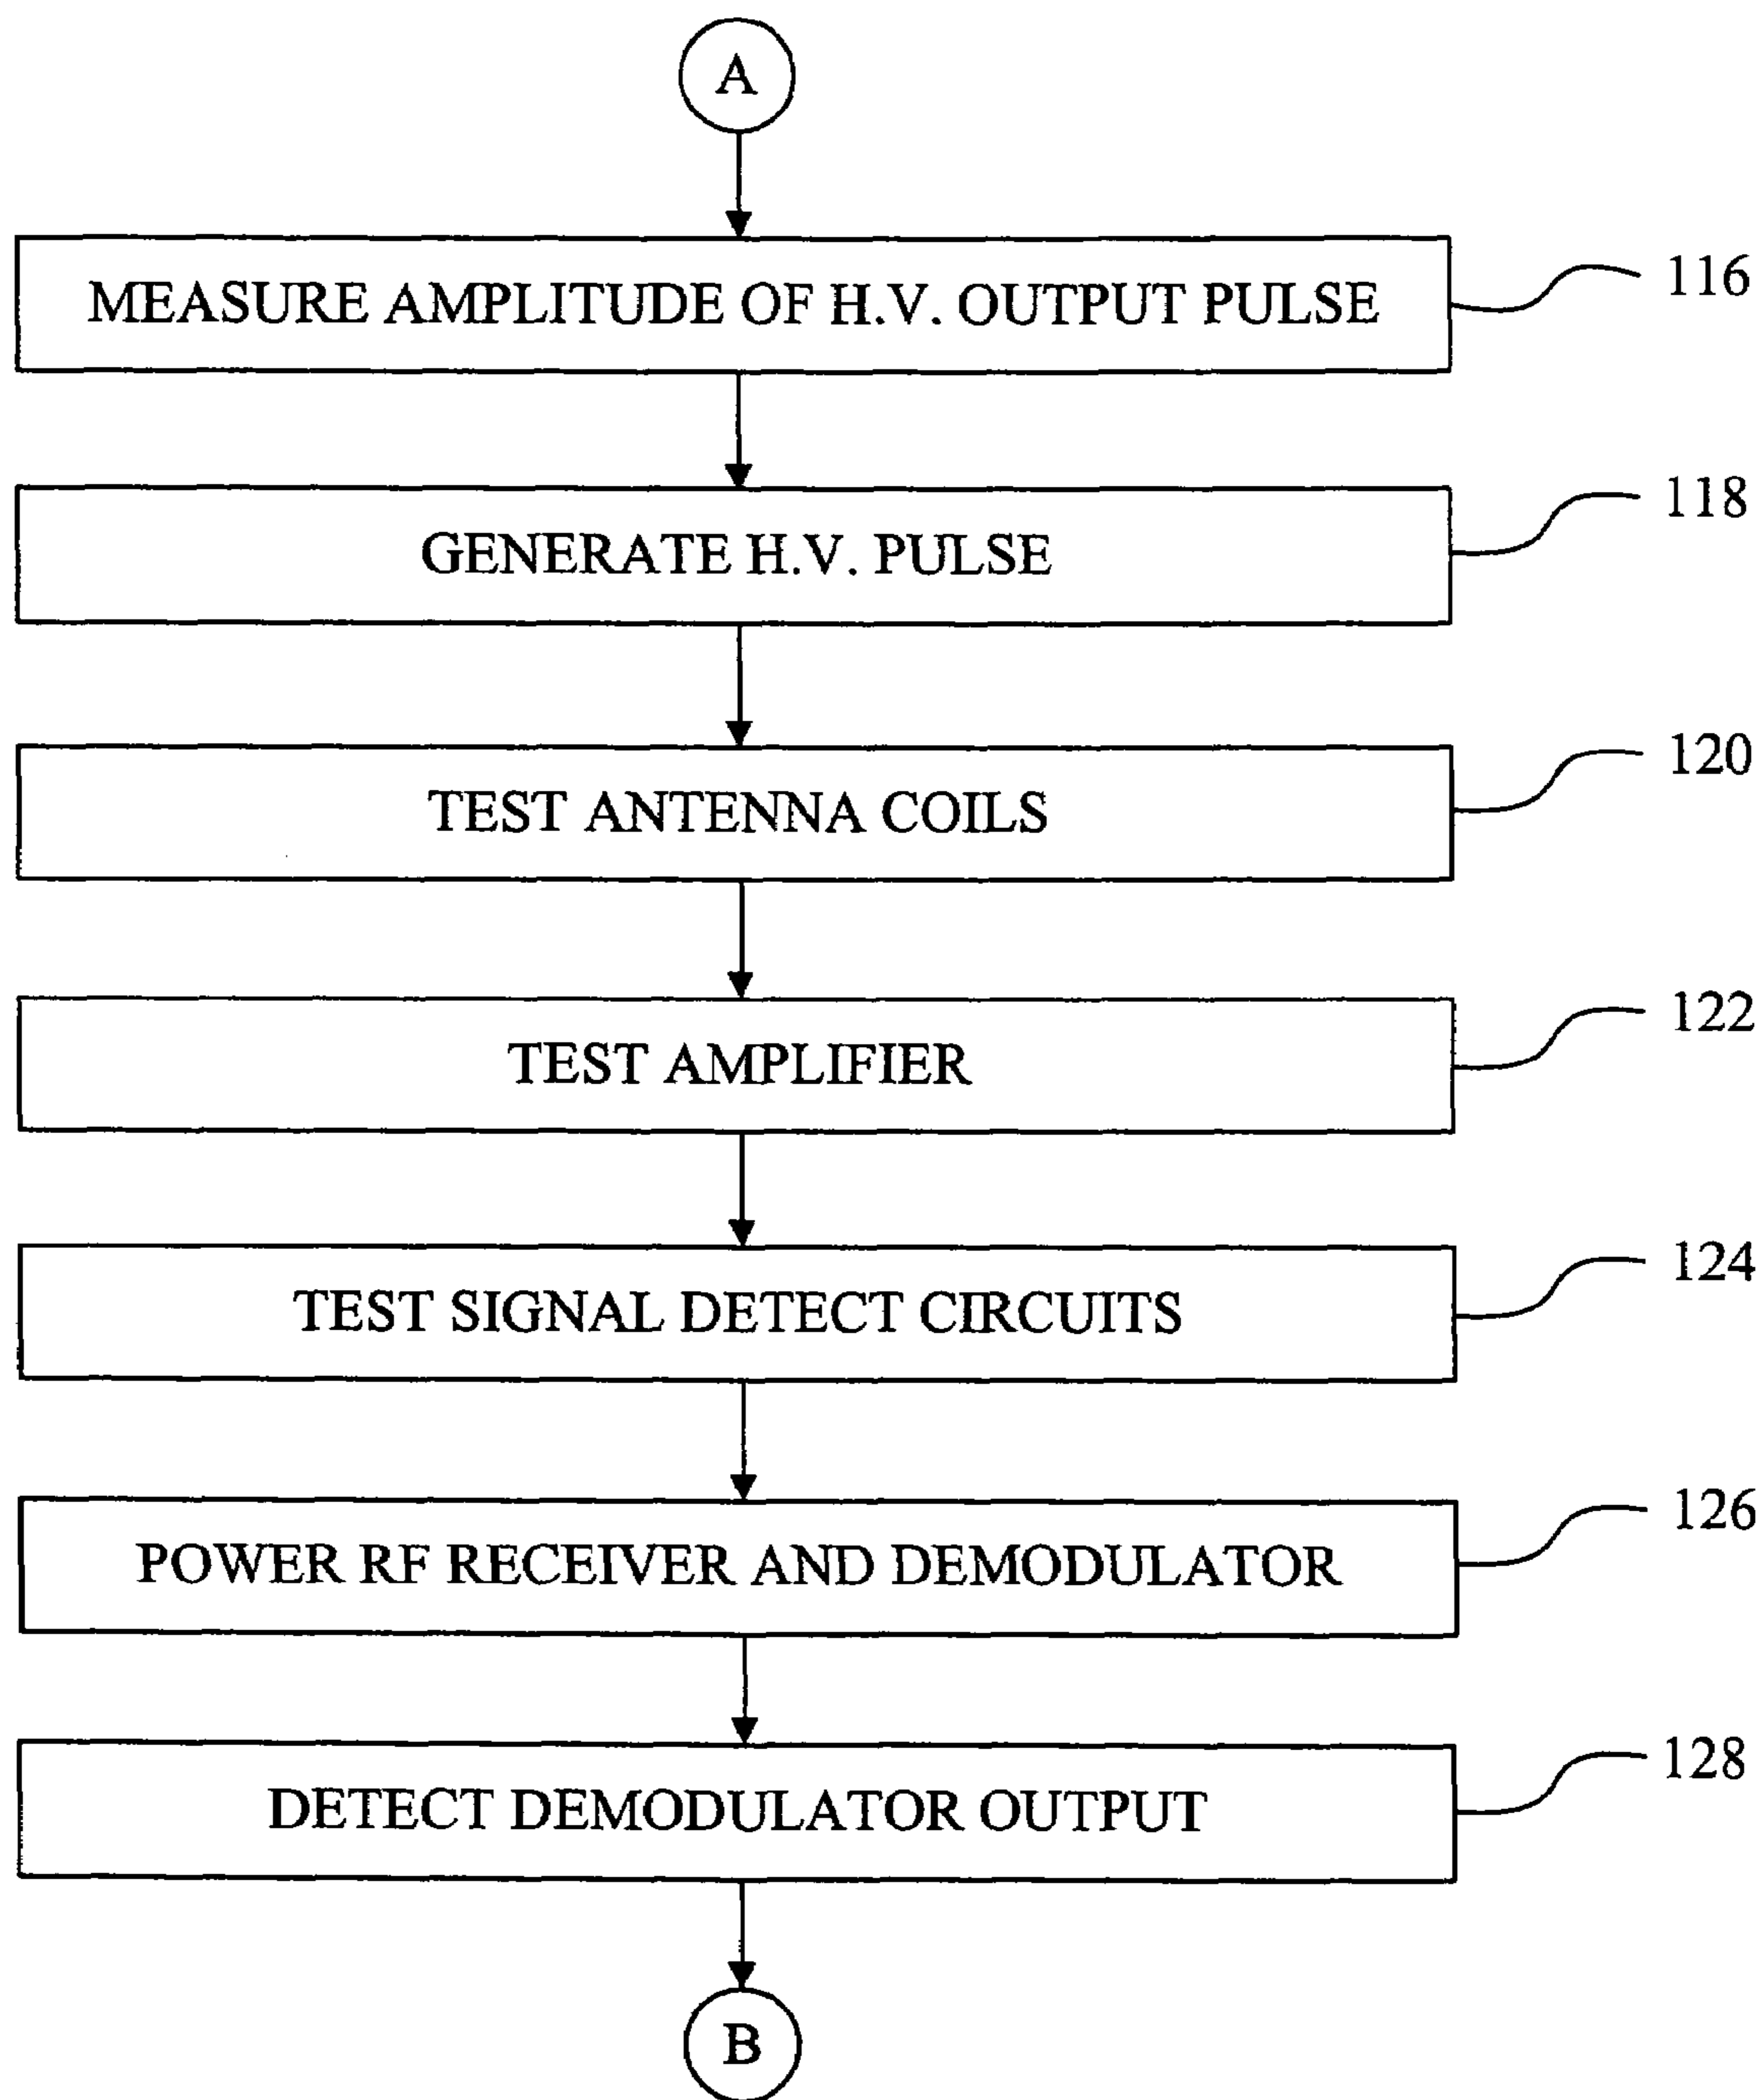 A
MEASURE AMPLITUDE OF H.V. OUTPUT PULSE
116
GENERATE H.V. PULSE
118
TEST ANTENNA COILS
120
TEST AMPLIFIER
122
TEST SIGNAL DETECT CIRCUITS
124
POWER RF RECEIVER AND DEMODULATOR
126
DETECT DEMODULATOR OUTPUT
128
B